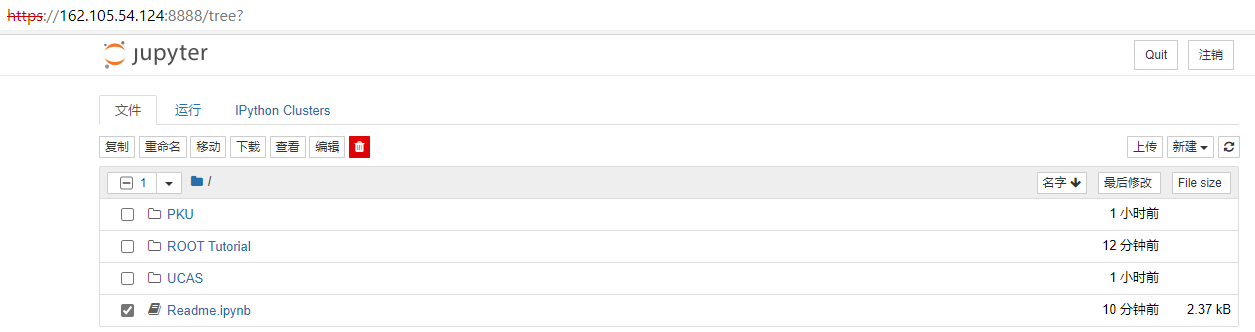 https://162.105.54.124:8888/tree?
jupyter Quit 注销
文件 运行 IPython Clusters
复制 重命名 移动 下载 查看 编辑 上传 新建
1 / 名字 最后修改 File size
PKU 1 小时前
ROOT Tutorial 12 分钟前
UCAS 1 小时前
Readme.ipynb 10 分钟前 2.37 kB